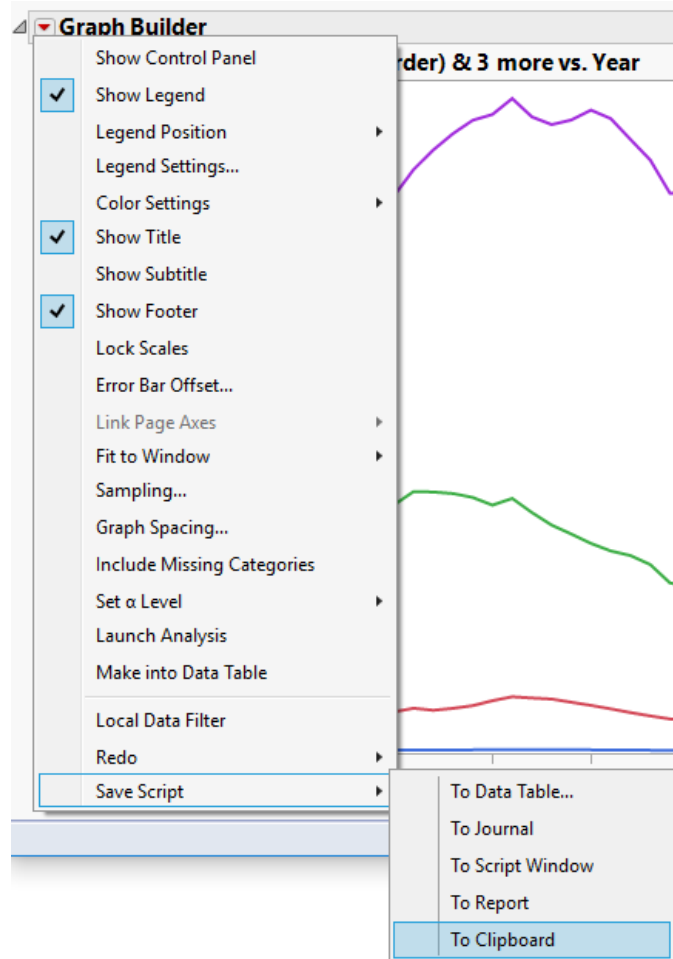 Graph Builder
rder) & 3 more vs. Year
Show Control Panel
Show Legend
Legend Position
Legend Settings...
Color Settings
Show Title
Show Subtitle
Show Footer
Lock Scales
Error Bar Offset...
Link Page Axes
Fit to Window
Sampling...
Graph Spacing...
Include Missing Categories
Set α Level
Launch Analysis
Make into Data Table
Local Data Filter
Redo
Save Script
To Data Table...
To Journal
To Script Window
To Report
To Clipboard